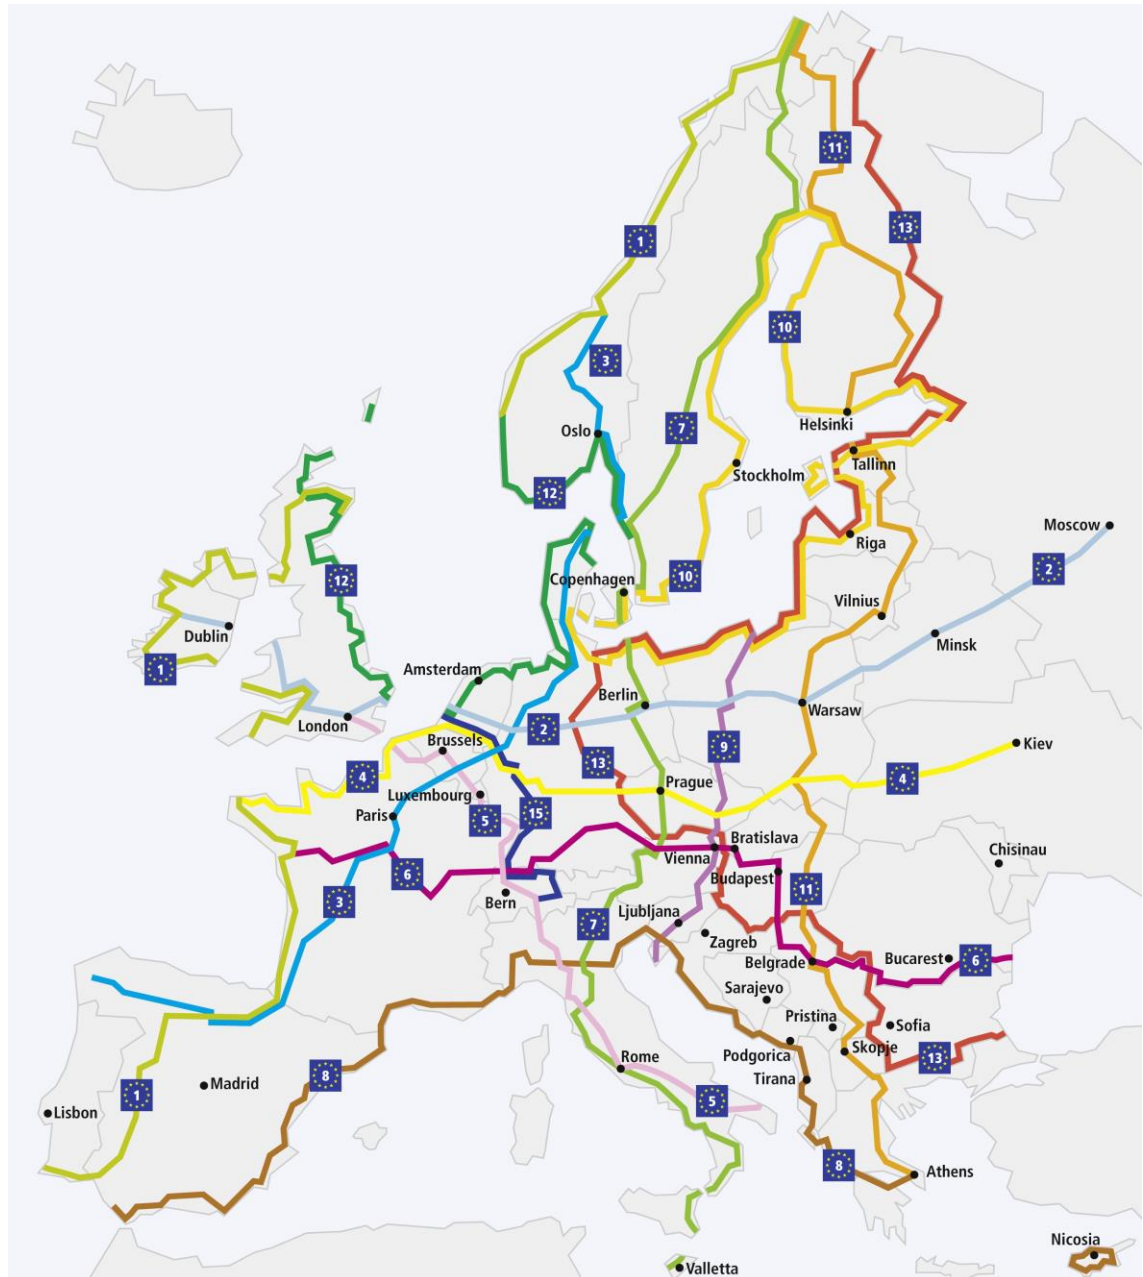 11
13
1
10
3
7
Helsinki
Oslo
Tallinn
Stockholm
12
Moscow
Riga
2
10
Copenhagen
12
Vilnius
Dublin
Minsk
1
Amsterdam
Berlin
Warsaw
London
2
Kiev
Brussels
9
13
4
4
Prague
Luxembourg
Paris
15
5
Bratislava
Vienna
Chisinau
6
Budapest
11
Bern
3
Ljubljana
7
Zagreb
Bucarest
Belgrade
6
Sarajevo
Pristina
Sofia
Skopje
Podgorica
13
Rome
8
Tirana
Madrid
1
5
Lisbon
8
Athens
Nicosia
Valletta